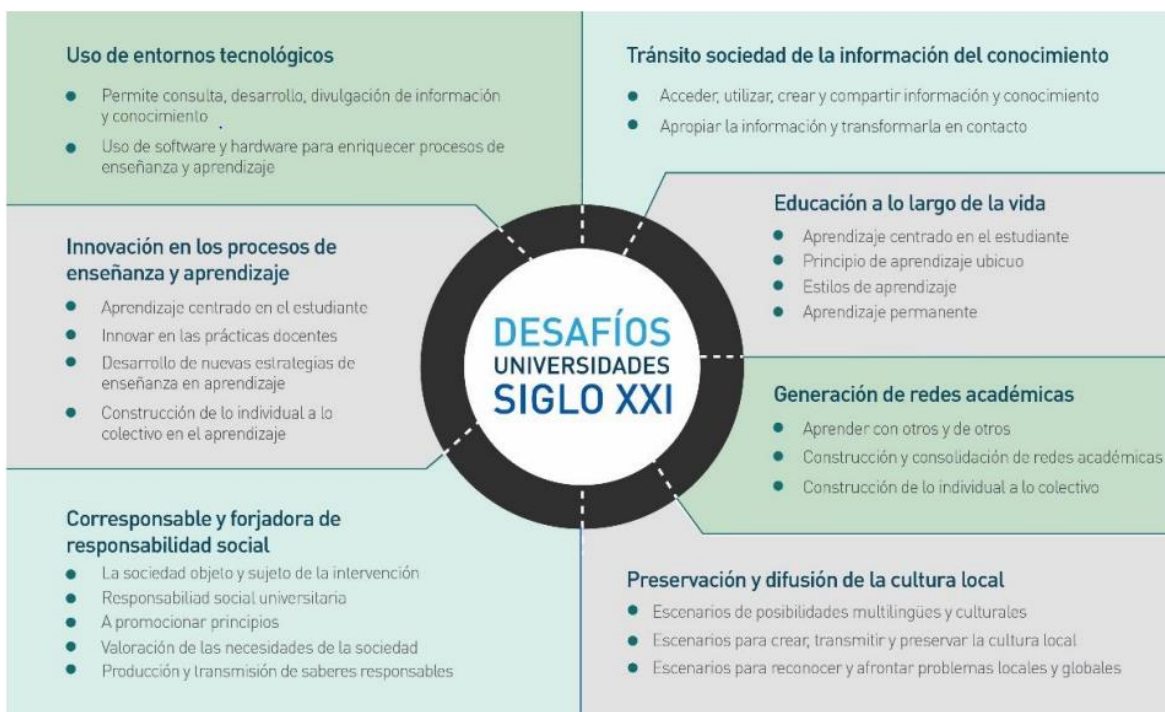 Uso de entornos tecnológicos
Permite consulta, desarrollo, divulgación de información
y conocimiento
Uso de software y hardware para enriquecer procesos de
enseñanza y aprendizaje
Tránsito sociedad de la información del conocimiento
Acceder, utilizar, crear y compartir información y conocimiento
Apropiar la información y transformarla en contacto
Innovación en los procesos de
enseñanza y aprendizaje
Aprendizaje centrado en el estudiante
Innovar en las prácticas docentes
Desarrollo de nuevas estrategias de
enseñanza en aprendizaje
Construcción de lo individual a lo
colectivo en el aprendizaje
DESAFÍOS
UNIVERSIDADES
SIGLO XXI
Educación a lo largo de la vida
Aprendizaje centrado en el estudiante
Principio de aprendizaje ubicuo
Estilos de aprendizaje
Aprendizaje permanente
Generación de redes académicas
Aprender con otros y de otros
Construcción y consolidación de redes académicas
Construcción de lo individual a lo colectivo
Corresponsable y forjadora de
responsabilidad social
La sociedad objeto y sujeto de la intervención
Responsabiliad social universitaria
A promocionar principios
Valoración de las necesidades de la sociedad
Producción y transmisión de saberes responsables
Preservación y difusión de la cultura local
Escenarios de posibilidades multilingües y culturales
Escenarios para crear, transmitir y preservar la cultura local
Escenarios para reconocer y afrontar problemas locales y globales